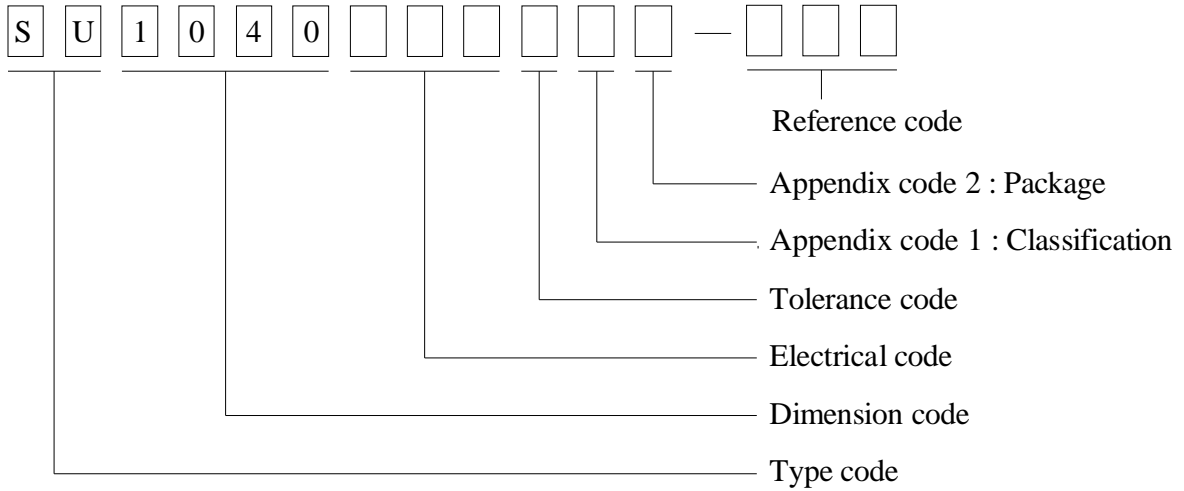 S U 1 0 4 0 —
Reference code
Appendix code 2 : Package
Appendix code 1 : Classification
Tolerance code
Electrical code
Dimension code
Type code